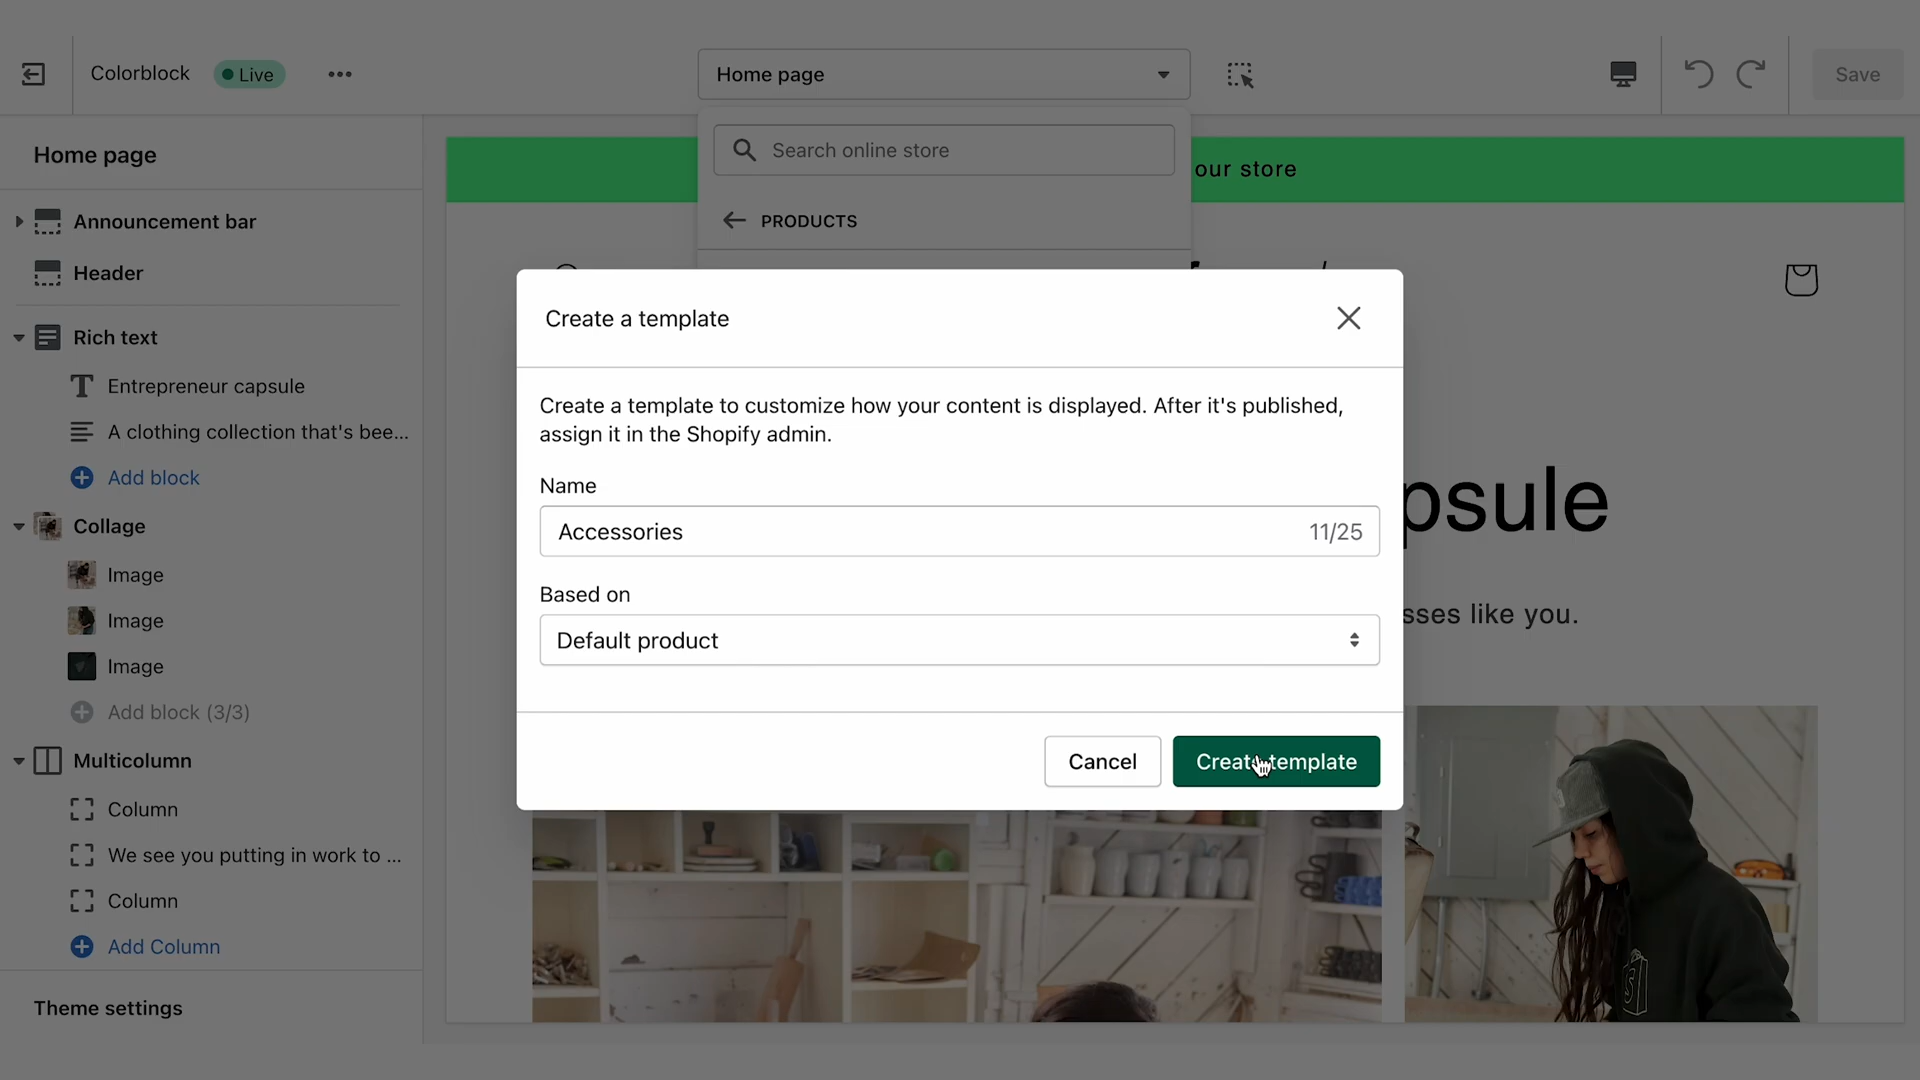 Colorblock
Live
Home page
Save
Home page
Search online store
PRODUCTS
our store
Announcement bar
Header
Rich text
Entrepreneur capsule
A clothing collection that's bee...
Add block
Collage
Image
Image
Image
Add block (3/3)
Multicolumn
Column
We see you putting in work to ...
Column
Add Column
Theme settings
Create a template
Create a template to customize how your content is displayed. After it's published,
assign it in the Shopify admin.
Name
Accessories 11/25
Based on
Default product
Cancel
Create template
psule
sses like you.